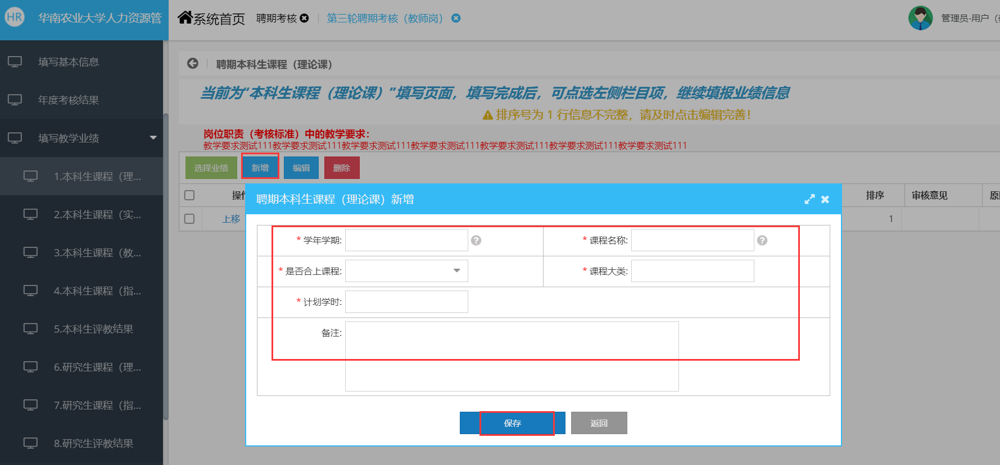 HR 华南农业大学人力资源管
系统首页 聘期考核 第三轮聘期考核（教师岗）
管理员-用户
填写基本信息
年度考核结果
填写教学业绩
1.本科生课程（理...
2.本科生课程（实...
3.本科生课程（教...
4.本科生课程（指...
5.本科生评教结果
6.研究生课程（理...
7.研究生课程（指...
8.研究生评教结果
聘期本科生课程（理论课）
当前为“本科生课程（理论课）”填写页面，填写完成后，可点选左侧栏目项，继续填报业绩信息
排序号为 1 行信息不完整，请及时点击编辑完善！
岗位职责（考核标准）中的教学要求：
教学要求测试111教学要求测试111教学要求测试111教学要求测试111教学要求测试111教学要求测试111教学要求测试111
选择业绩 新增 编辑 删除
排序 审核意见
上移 1
聘期本科生课程（理论课）新增
* 学年学期: ? * 课程名称: ?
* 是否合上课程: * 课程大类:
* 计划学时:
备注:
保存 返回